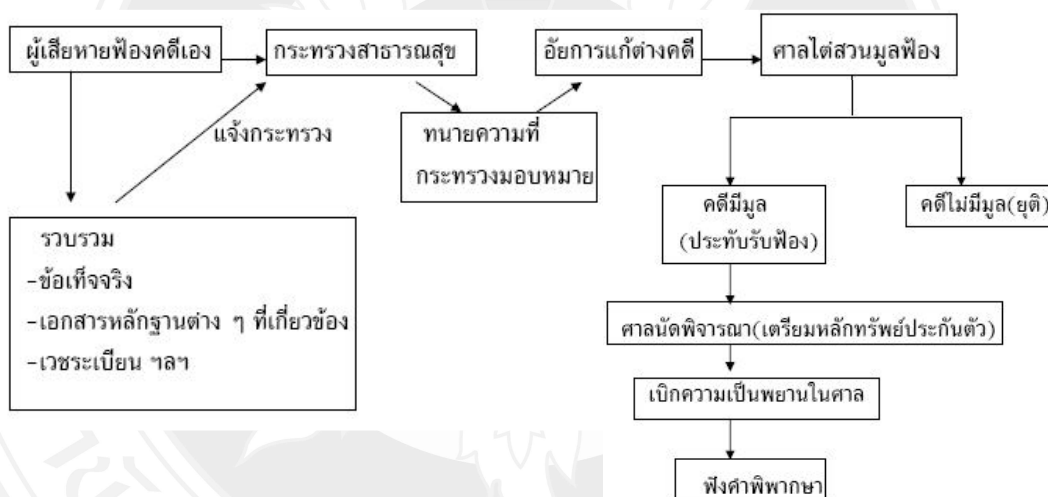 ผู้เสียหายฟ้องคดีเอง
กระทรวงสาธารณสุข
อัยการแก้ต่างคดี
ศาลไต่สวนมูลฟ้อง
แจ้งกระทรวง
ทนายความที่
กระทรวงมอบหมาย
คดีมีมูล
(ประทับรับฟ้อง)
คดีไม่มีมูล(ยุติ)
รวบรวม
-ข้อเท็จจริง
-เอกสารหลักฐานต่าง ๆ ที่เกี่ยวข้อง
-เวชระเบียน ฯลฯ
ศาลนัดพิจารณา(เตรียมหลักทรัพย์ประกันตัว)
เบิกความเป็นพยานในศาล
ฟังคำพิพากษา